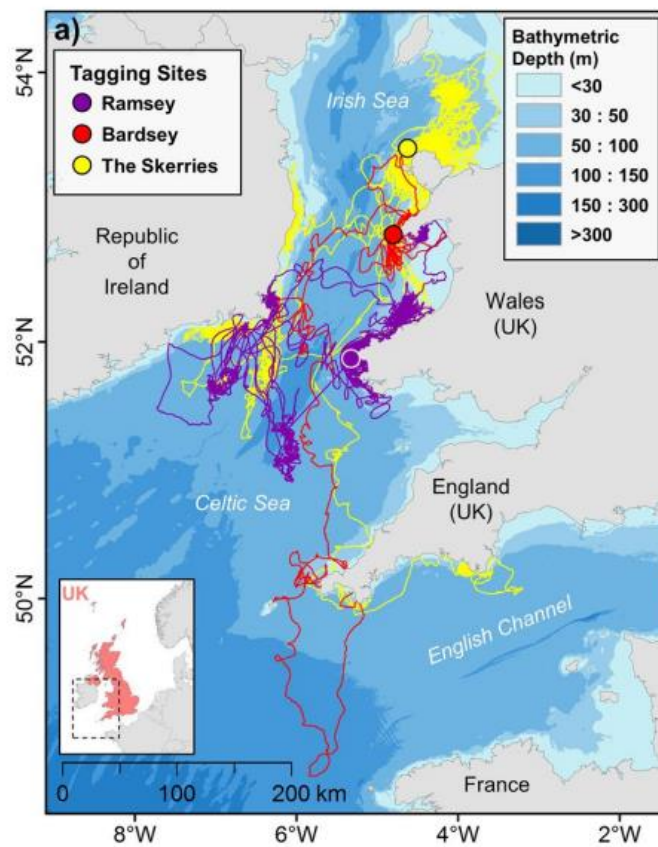 a)
Tagging Sites
Ramsey
Bardsey
The Skerries
Bathymetric
Depth (m)
<30
30 : 50
50 : 100
100 : 150
150 : 300
>300
Irish Sea
Republic
of
Ireland
Wales
(UK)
Celtic Sea
England
(UK)
English Channel
France
UK
0 100 200 km
54°N
52°N
50°N
8°W 6°W 4°W 2°W